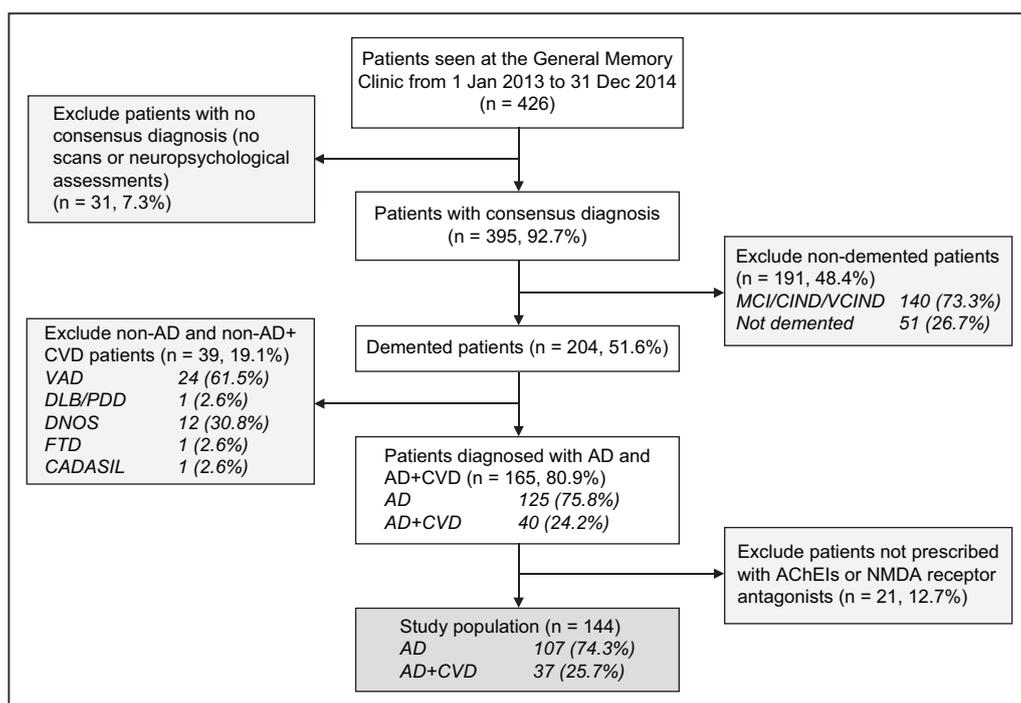 Patients seen at the General Memory
Clinic from 1 Jan 2013 to 31 Dec 2014
(n = 426)
Exclude patients with no
consensus diagnosis (no
scans or neuropsychological
assessments)
(n = 31, 7.3%)
Patients with consensus diagnosis
(n = 395, 92.7%)
Exclude non-demented patients
(n = 191, 48.4%)
MCI/CIND/VCIND 140 (73.3%)
Not demented 51 (26.7%)
Demented patients (n = 204, 51.6%)
Exclude non-AD and non-AD+
CVD patients (n = 39, 19.1%)
VAD 24 (61.5%)
DLB/PDD 1 (2.6%)
DNOS 12 (30.8%)
FTD 1 (2.6%)
CADASIL 1 (2.6%)
Patients diagnosed with AD and
AD+CVD (n = 165, 80.9%)
AD 125 (75.8%)
AD+CVD 40 (24.2%)
Exclude patients not prescribed
with AChEIs or NMDA receptor
antagonists (n = 21, 12.7%)
Study population (n = 144)
AD 107 (74.3%)
AD+CVD 37 (25.7%)